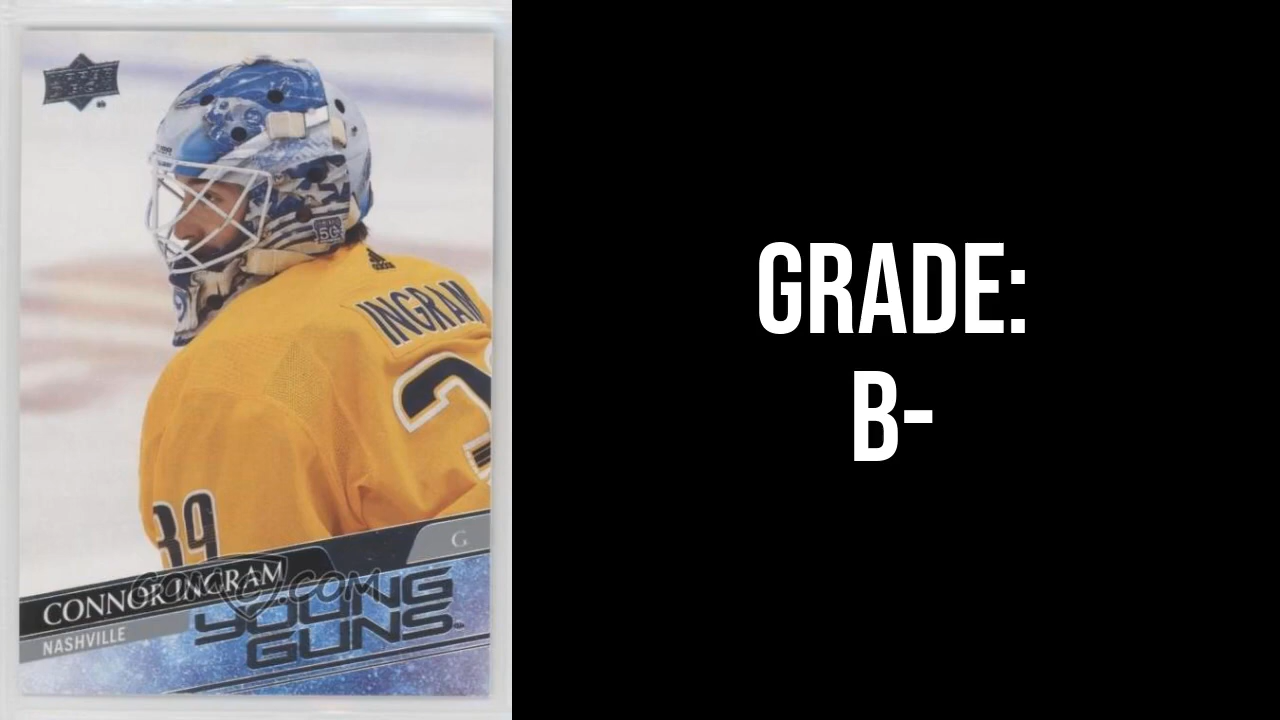 INGRAM
39
CONNOR INGRAM
G
NASHVILLE
YOUNG
GUNS
GRADE:
B-